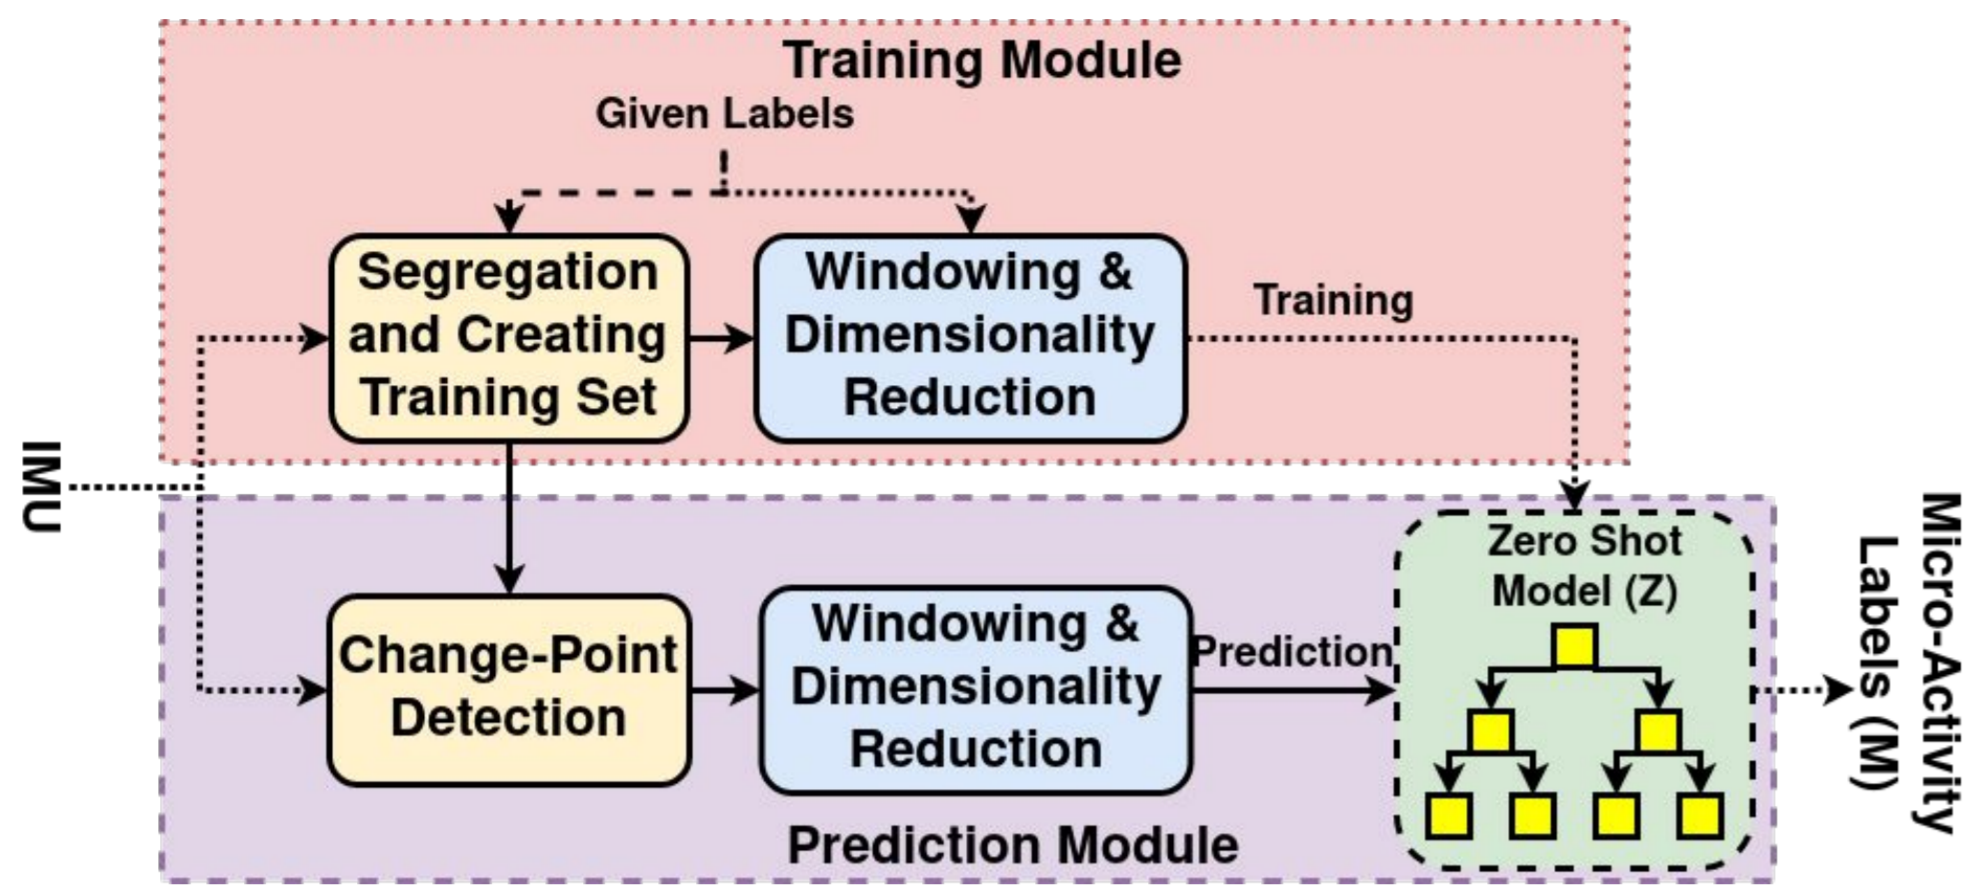 Training Module
Given Labels
Segregation
and Creating
Training Set
Windowing &
Dimensionality
Reduction
Training
IMU
Change-Point
Detection
Windowing &
Dimensionality
Reduction
Prediction
Zero Shot
Model (Z)
Micro-Activity
Labels (M)
Prediction Module